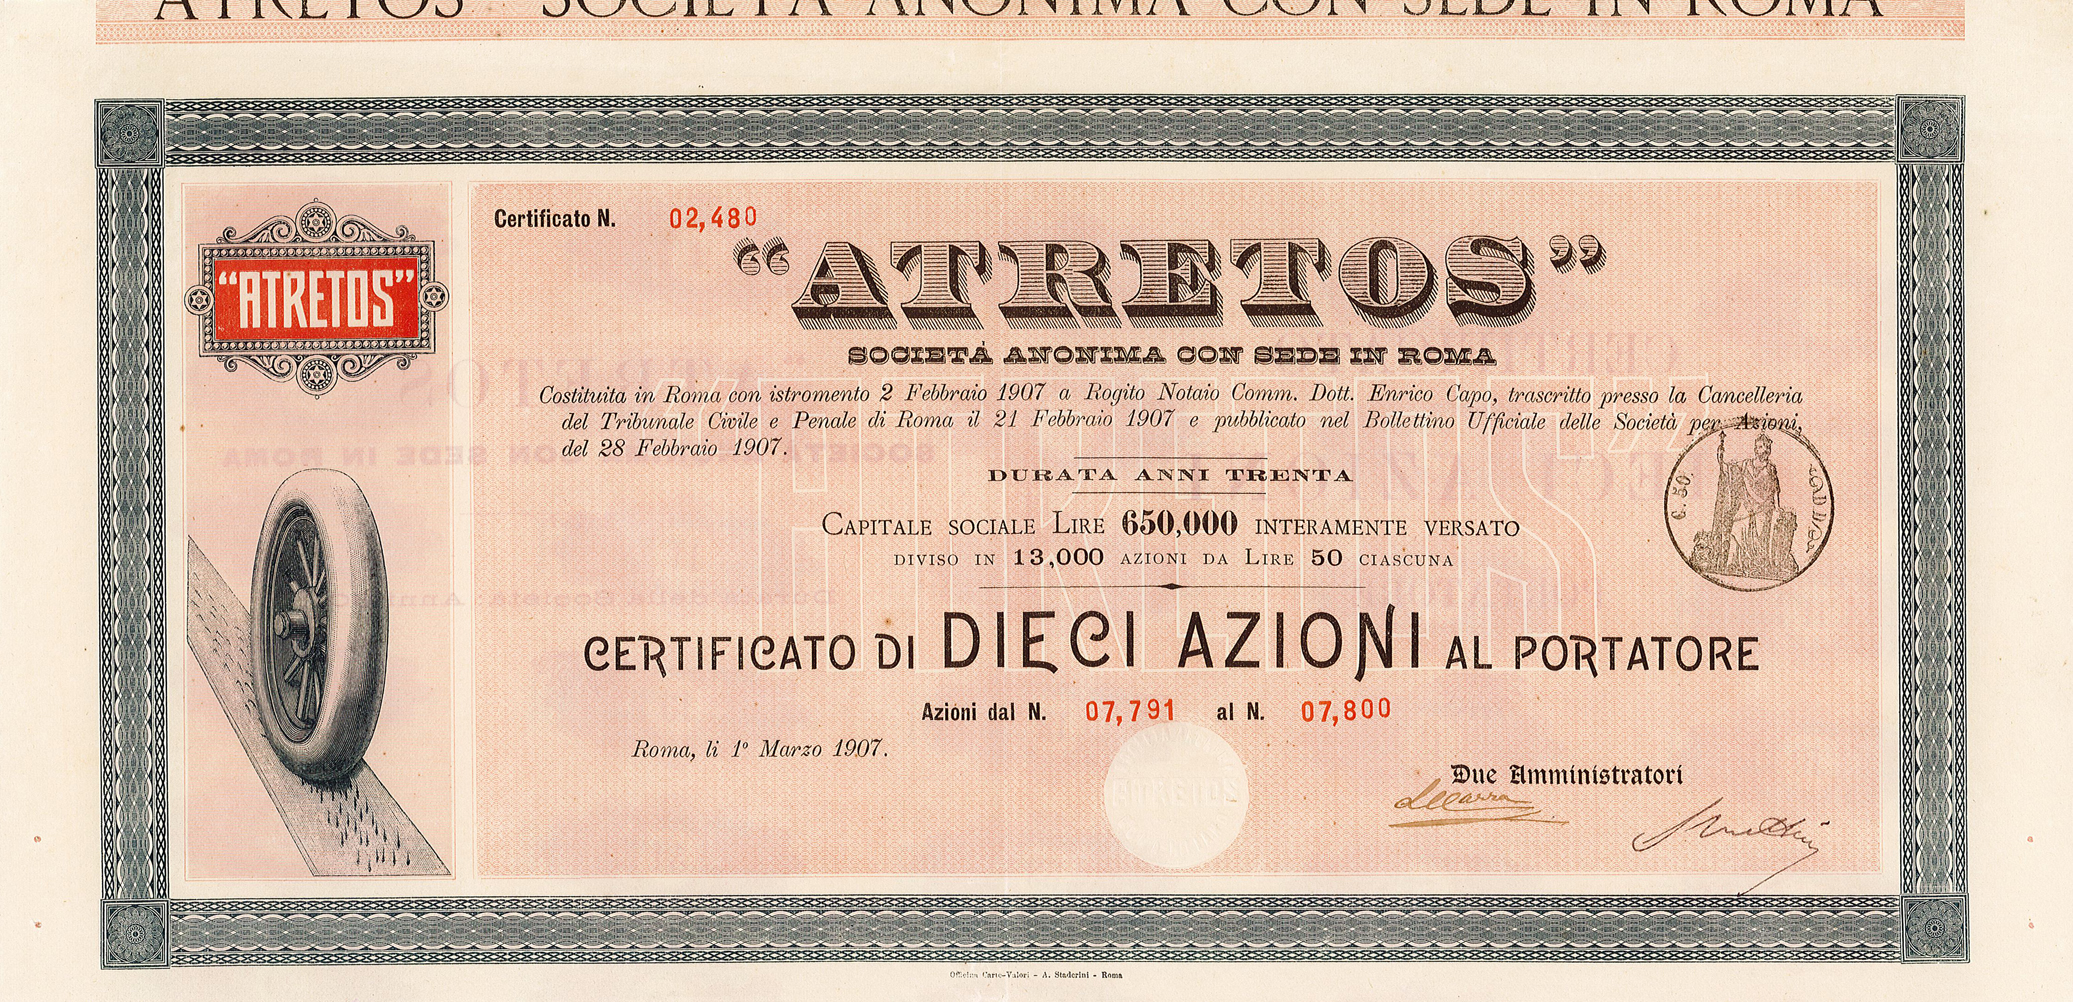 ATRETOS" SOCIETÀ ANONIMA CON SEDE IN ROMA
"ATRETOS"
Certificato N. 02,480
"ATRETOS"
SOCIETÀ ANONIMA CON SEDE IN ROMA
Costituita in Roma con istromento 2 Febbraio 1907 a Rogito Notaio Comm. Dott. Enrico Capo, trascritto presso la Cancelleria
del Tribunale Civile e Penale di Roma il 21 Febbraio 1907 e pubblicato nel Bollettino Ufficiale delle Società per Azioni,
del 28 Febbraio 1907.
DURATA ANNI TRENTA
CAPITALE SOCIALE LIRE 650,000 INTERAMENTE VERSATO
DIVISO IN 13,000 AZIONI DA LIRE 50 CIASCUNA
CERTIFICATO DI DIECI AZIONI AL PORTATORE
Azioni dal N. 07,791 al N. 07,800
Roma, li 1º Marzo 1907.
Due Amministratori
Officina Carte-Valori - A. Staderini - Roma